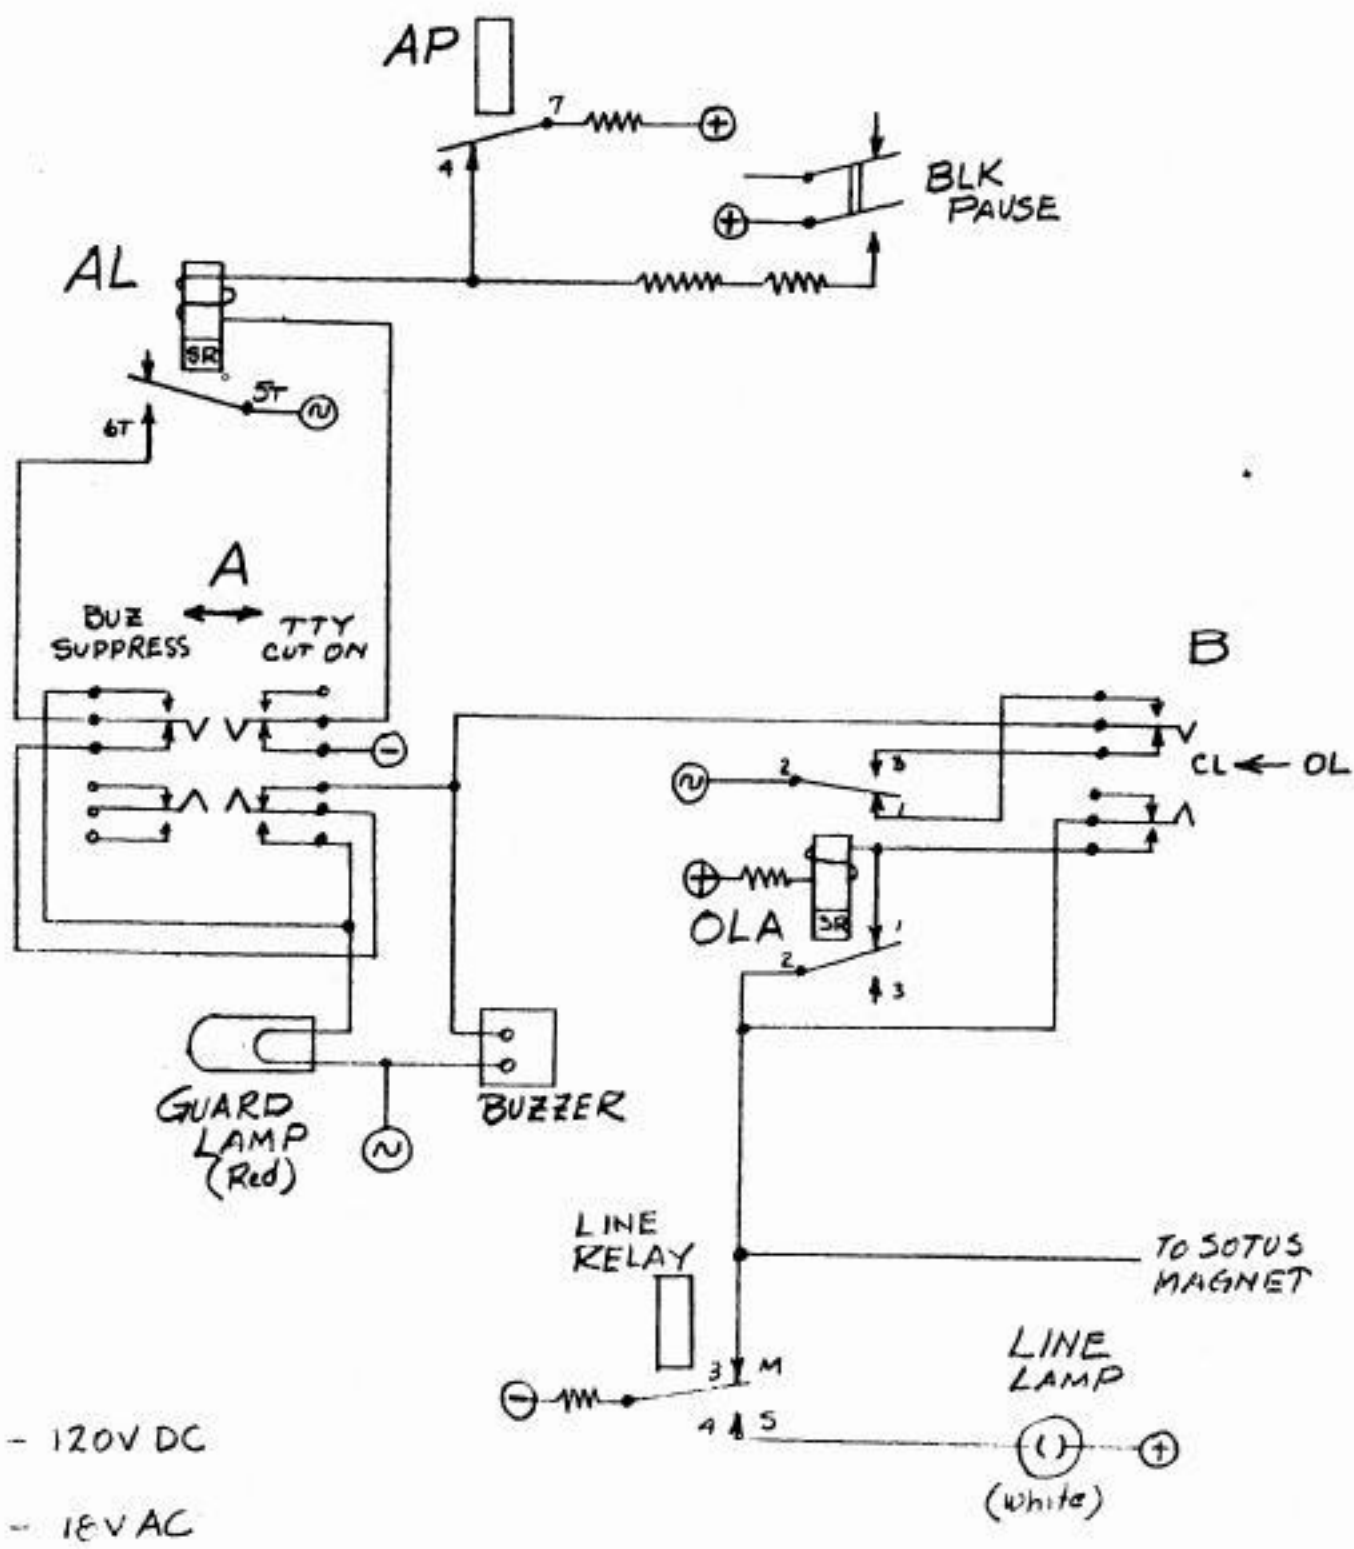 AP
7
+
4
BLK
PAUSE
+
AL
SR
5T
~
6T
A
BUZ
SUPPRESS
TTY
CUT ON
-
B
CL ← OL
~
2
3
1
+
OLA
SR
1
2
3
GUARD
LAMP
(Red)
~
BUZZER
LINE
RELAY
TO SOTUS
MAGNET
3 M
-
4 S
LINE
LAMP
+
(White)
- 120V DC
- 18V AC